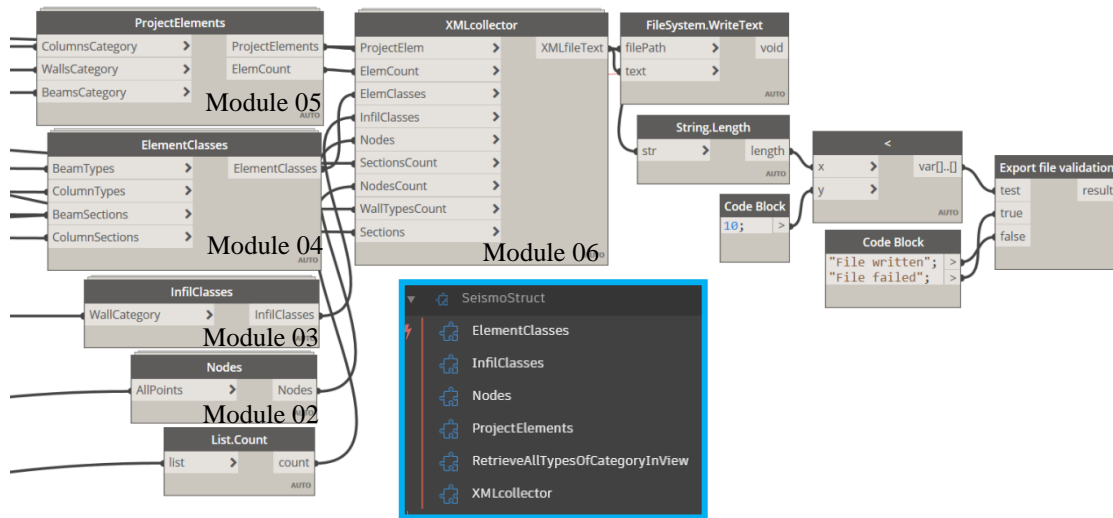 ProjectElements
ColumnsCategory > ProjectElements
WallsCategory > ElemCount
BeamsCategory >
Module 05
AUTO
ElementClasses
BeamTypes > ElementClasses
ColumnTypes >
BeamSections >
ColumnSections >
Module 04
AUTO
InfilClasses
WallCategory > InfilClasses
Module 03
Nodes
AllPoints > Nodes
Module 02
AUTO
List.Count
list > count
AUTO
XMLcollector
ProjectElem > XMLfileText
ElemCount >
ElemClasses >
InfilClasses >
Nodes >
SectionsCount >
NodesCount >
WallTypesCount >
Sections >
Module 06
AUTO
FileSystem.WriteText
filePath > void
text >
AUTO
String.Length
str > length
AUTO
Code Block
10; >
<
x > var[]..[]
y >
AUTO
Code Block
"File written"; >
"File failed"; >
Export file validation
test result
true
false
SeismoStruct
ElementClasses
InfilClasses
Nodes
ProjectElements
RetrieveAllTypesOfCategoryInView
XMLcollector